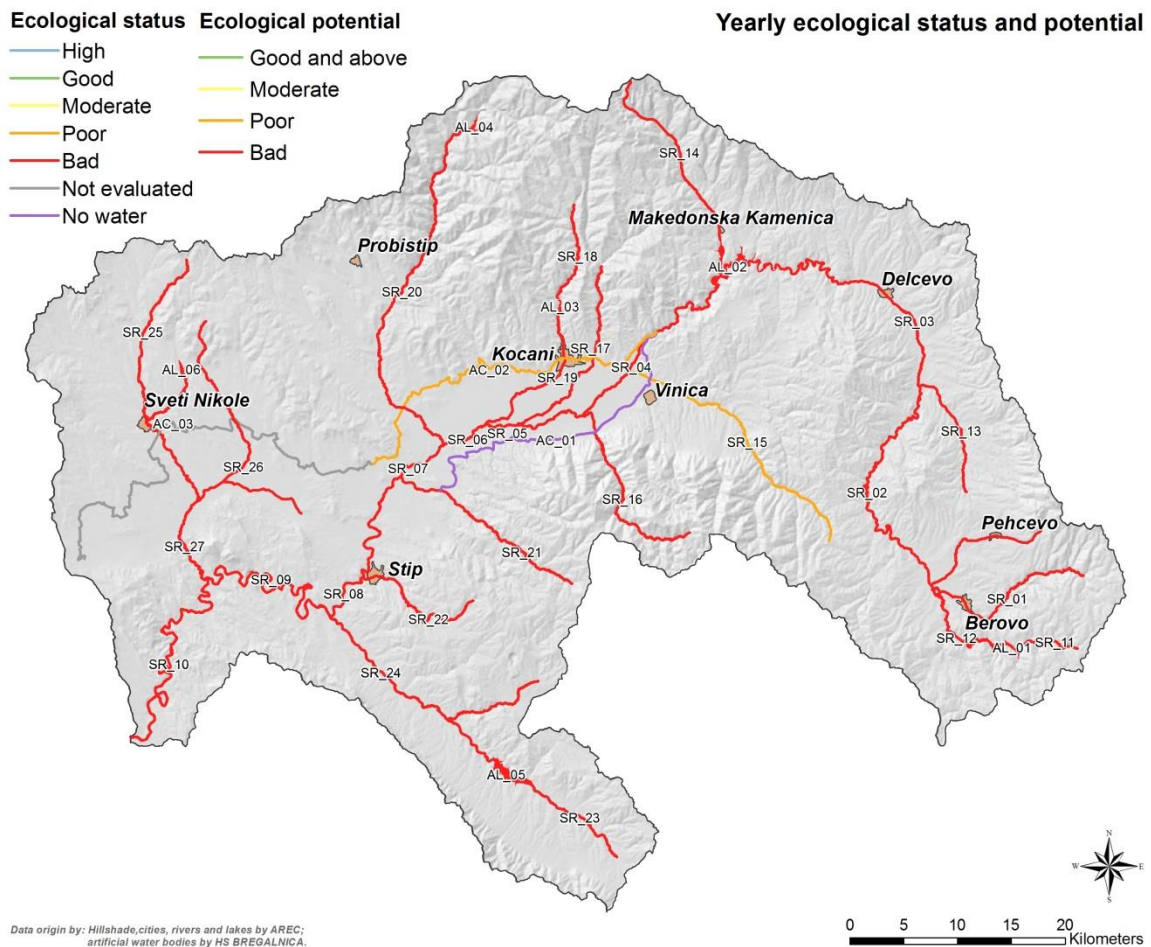 Ecological status
High
Good
Moderate
Poor
Bad
Not evaluated
No water
Ecological potential
Good and above
Moderate
Poor
Bad
Yearly ecological status and potential
AL_04
SR_14
Makedonska Kamenica
Probistip
SR_18
AL_02
Delcevo
SR_20
AL_03
SR_03
SR_25
Kocani
SR_17
AL_06
AC_02
SR_19
SR_04
Sveti Nikole
Vinica
AC_03
SR_06
SR_05
AC_01
SR_15
SR_13
SR_26
SR_07
SR_02
SR_16
Pehcevo
SR_27
SR_21
Stip
SR_09
SR_08
SR_01
SR_22
Berovo
SR_12
AL_01
SR_11
SR_10
SR_24
AL_05
SR_23
N
W
E
S
Data origin by: Hillshade,cities, rivers and lakes by AREC;
artificial water bodies by HS BREGALNICA.
0 5 10 15 20
Kilometers